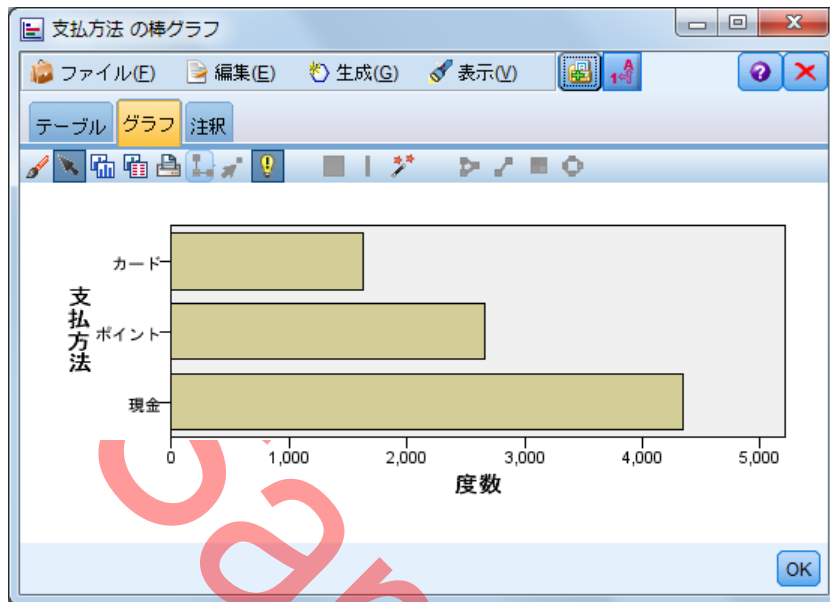 支払方法 の棒グラフ
ファイル(F) 編集(E) 生成(G) 表示(V)
テーブル グラフ 注釈
カード
ポイント
現金
支払方法
0 1,000 2,000 3,000 4,000 5,000
度数
OK